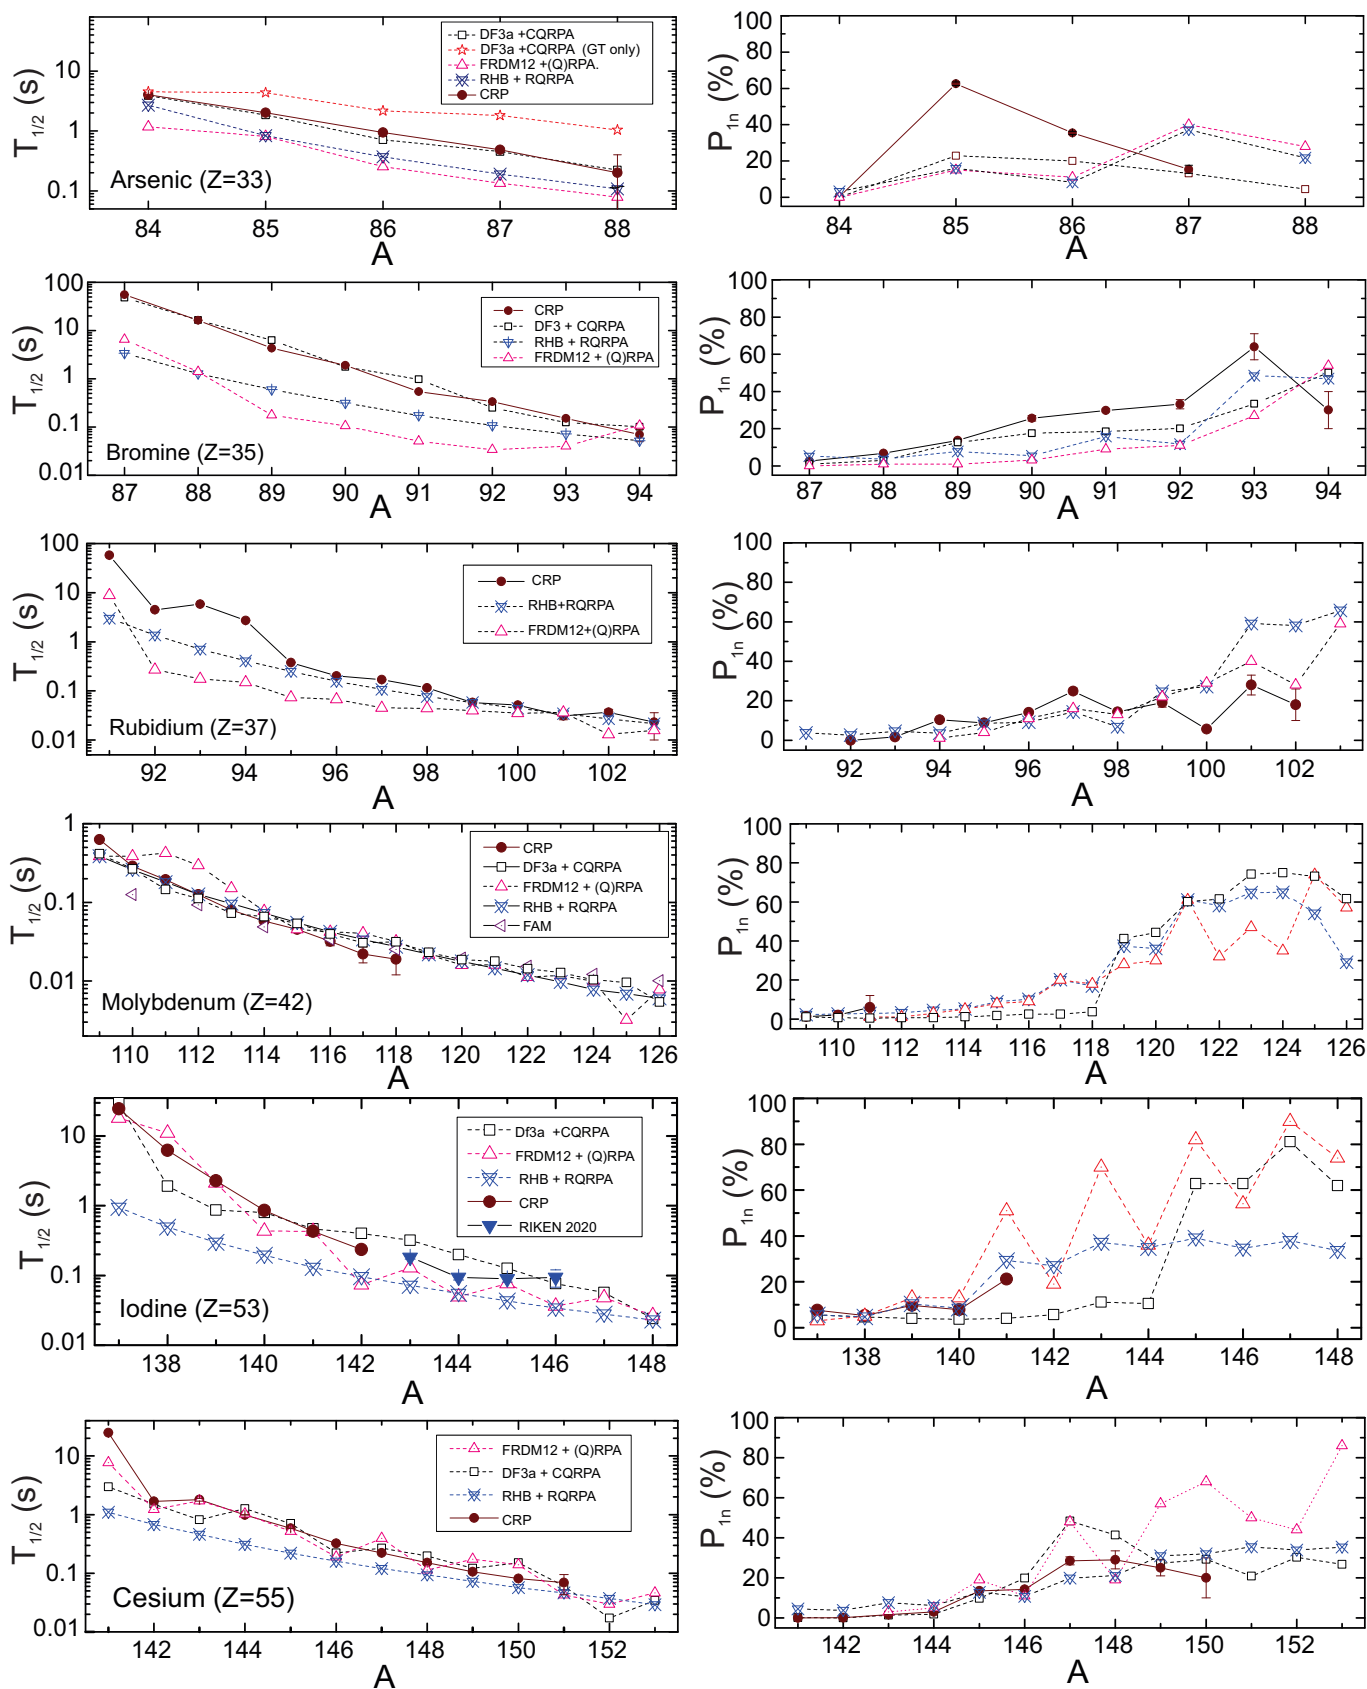 T1/2 (s)
10
1
0.1
DF3a +CQRPA
DF3a +CQRPA (GT only)
FRDM12 +(Q)RPA.
RHB + RQRPA
CRP
Arsenic (Z=33)
84 85 86 87 88
A
P1n (%)
100
80
60
40
20
0
84 85 86 87 88
A
T1/2 (s)
100
10
1
0.1
0.01
CRP
DF3 + CQRPA
RHB + RQRPA
FRDM12 + (Q)RPA
Bromine (Z=35)
87 88 89 90 91 92 93 94
A
P1n (%)
100
80
60
40
20
0
87 88 89 90 91 92 93 94
A
T1/2 (s)
100
10
1
0.1
0.01
CRP
RHB+RQRPA
FRDM12+(Q)RPA
Rubidium (Z=37)
92 94 96 98 100 102
A
P1n (%)
100
80
60
40
20
0
92 94 96 98 100 102
A
T1/2 (s)
1
0.1
0.01
CRP
DF3a + CQRPA
FRDM12 + (Q)RPA
RHB + RQRPA
FAM
Molybdenum (Z=42)
110 112 114 116 118 120 122 124 126
A
P1n (%)
100
80
60
40
20
0
110 112 114 116 118 120 122 124 126
A
T1/2 (s)
10
1
0.1
0.01
Df3a +CQRPA
FRDM12 + (Q)RPA
RHB + RQRPA
CRP
RIKEN 2020
Iodine (Z=53)
138 140 142 144 146 148
A
P1n (%)
100
80
60
40
20
0
138 140 142 144 146 148
A
T1/2 (s)
10
1
0.1
0.01
FRDM12 + (Q)RPA
DF3a + CQRPA
RHB + RQRPA
CRP
Cesium (Z=55)
142 144 146 148 150 152
A
P1n (%)
100
80
60
40
20
0
142 144 146 148 150 152
A